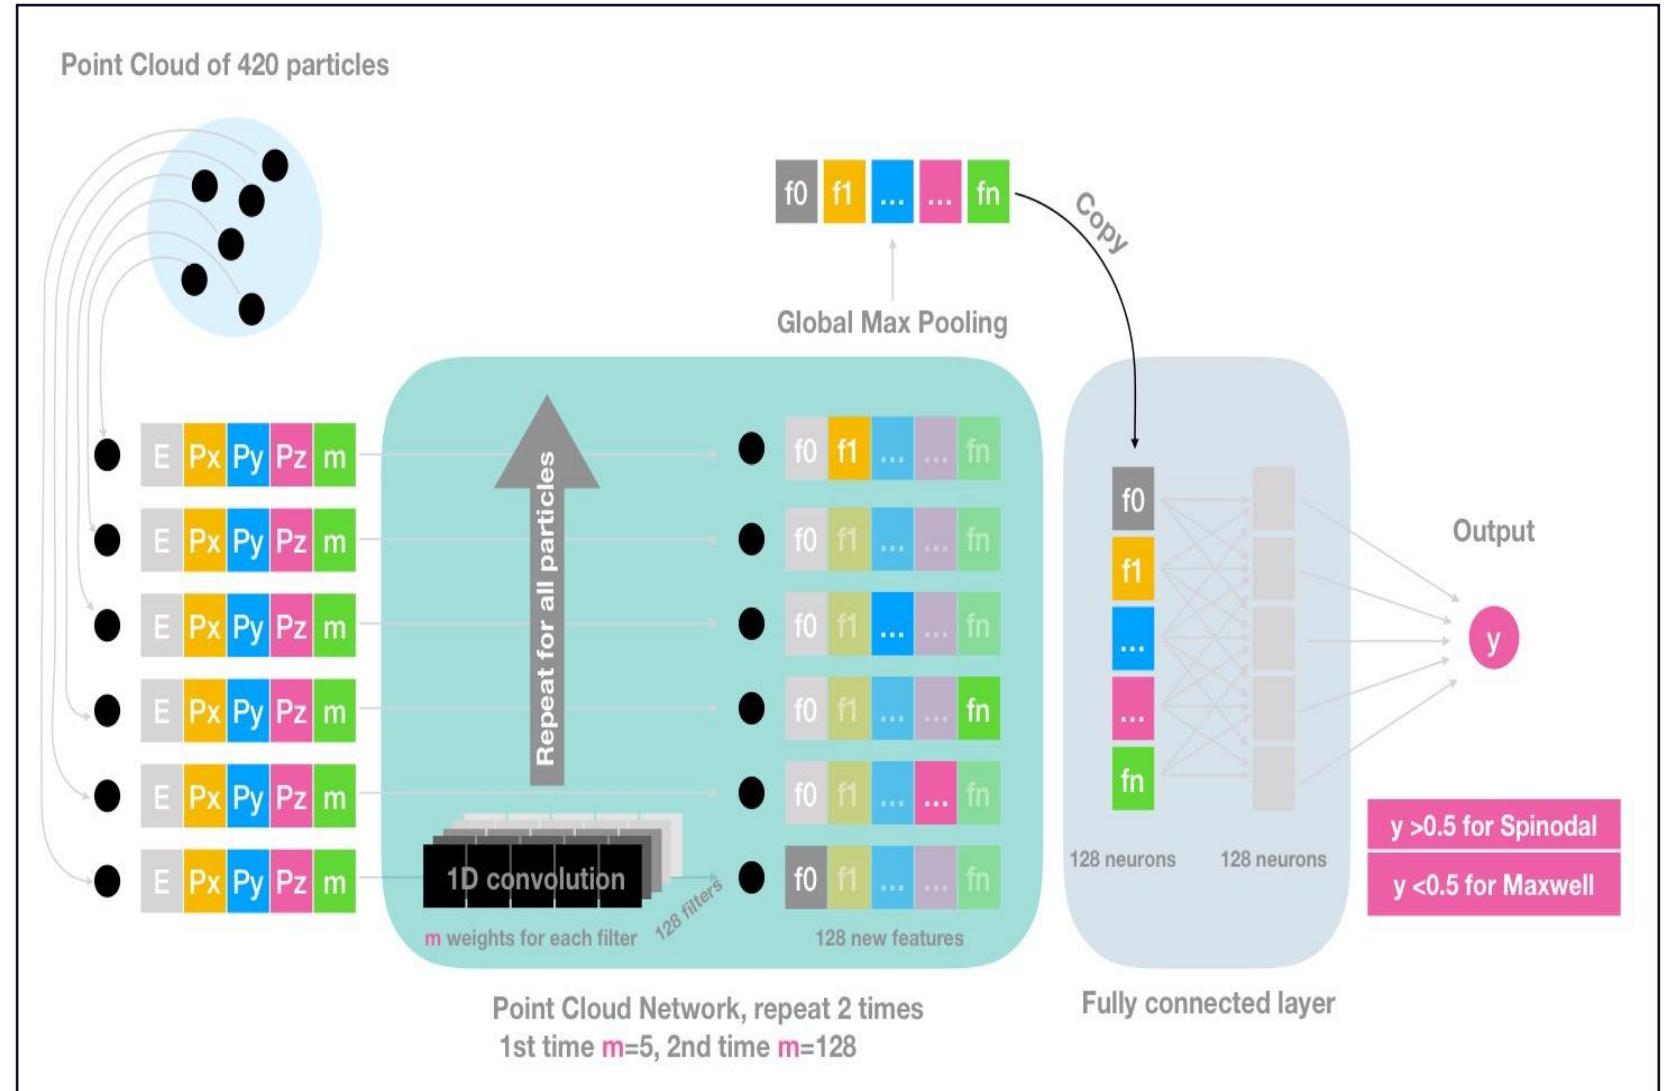 Point Cloud of 420 particles
f0 f1 ... ... fn
Copy
Global Max Pooling
E Px Py Pz m
f0 f1 ... ... fn
E Px Py Pz m
f0 f1 ... ... fn
E Px Py Pz m
f0 f1 ... ... fn
E Px Py Pz m
f0 f1 ... ... fn
E Px Py Pz m
f0 f1 ... ... fn
E Px Py Pz m
f0 f1 ... ... fn
Repeat for all particles
1D convolution
m weights for each filter
128 filters
128 new features
Point Cloud Network, repeat 2 times
1st time m=5, 2nd time m=128
f0
f1
...
...
fn
128 neurons
128 neurons
Fully connected layer
Output
y
y >0.5 for Spinodal
y <0.5 for Maxwell